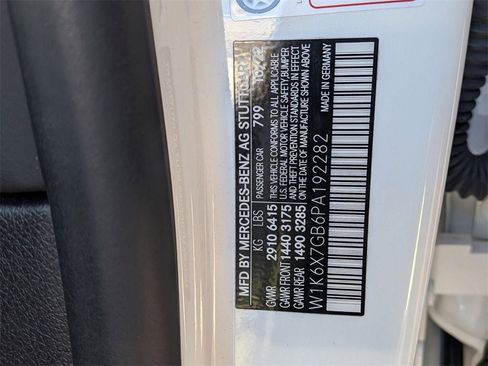 MFD BY MERCEDES-BENZ AG STUTTGART
KG LBS PASSENGER CAR 799 10/22
GWR 2910 6415 THIS VEHICLE CONFORMS TO ALL APPLICABLE
GAWR FRONT 1440 3175 U.S. FEDERAL MOTOR VEHICLE SAFETY BUMPER
GAWR REAR 1490 3285 AND THEFT PREVENTION STANDARDS IN EFFECT
ON THE DATE OF MANUFACTURE SHOWN ABOVE
W1K6X7GB6PA192282 MADE IN GERMANY